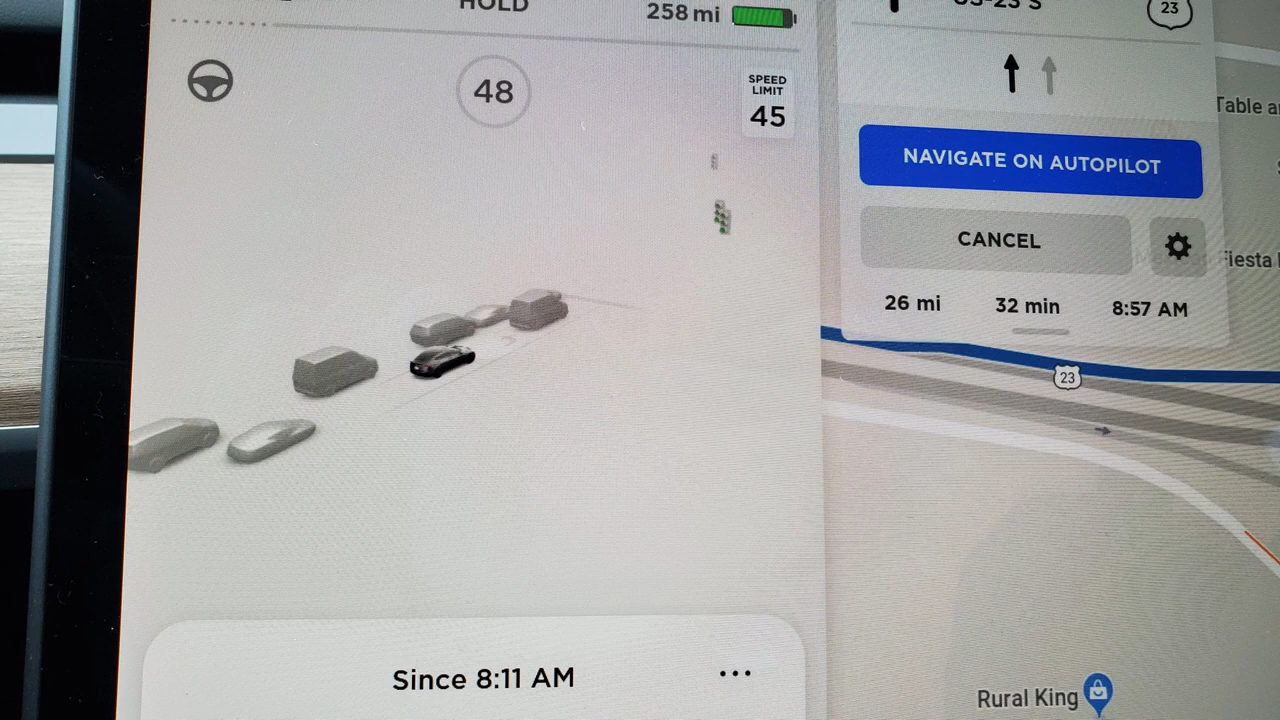 HOLD
258 mi
48
SPEED
LIMIT
45
Since 8:11 AM
23
NAVIGATE ON AUTOPILOT
CANCEL
26 mi
32 min
8:57 AM
Table
Fiesta
23
Rural King